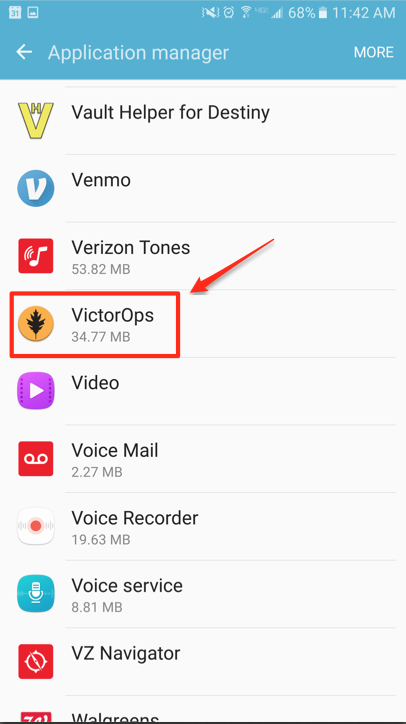 31 68% 11:42 AM
Application manager MORE
Vault Helper for Destiny
Venmo
Verizon Tones
53.82 MB
VictorOps
34.77 MB
Video
Voice Mail
2.27 MB
Voice Recorder
19.63 MB
Voice service
8.81 MB
VZ Navigator
Walgreens